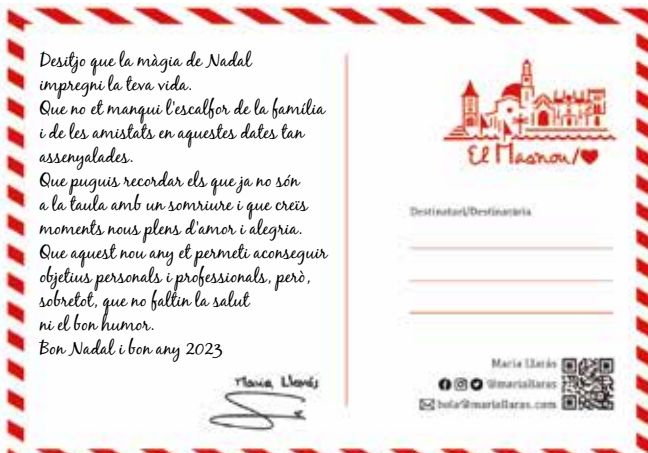 Desitjo que la màgia de Nadal
impregni la teva vida.
Que no et manqui l'escalfor de la família
i de les amistats en aquestes dates tan
assenyalades.
Que puguis recordar els que ja no són
a la taula amb un somriure i que creïs
moments nous plens d'amor i alegria.
Que aquest nou any et permeti aconseguir
objetius personals i professionals, però,
sobretot, que no faltin la salut
ni el bon humor.
Bon Nadal i bon any 2023
Maria Llarás
El Masnou/
Destinatari/Destinatària
Maria Llarás
@mariallaras
hola@mariallaras.com